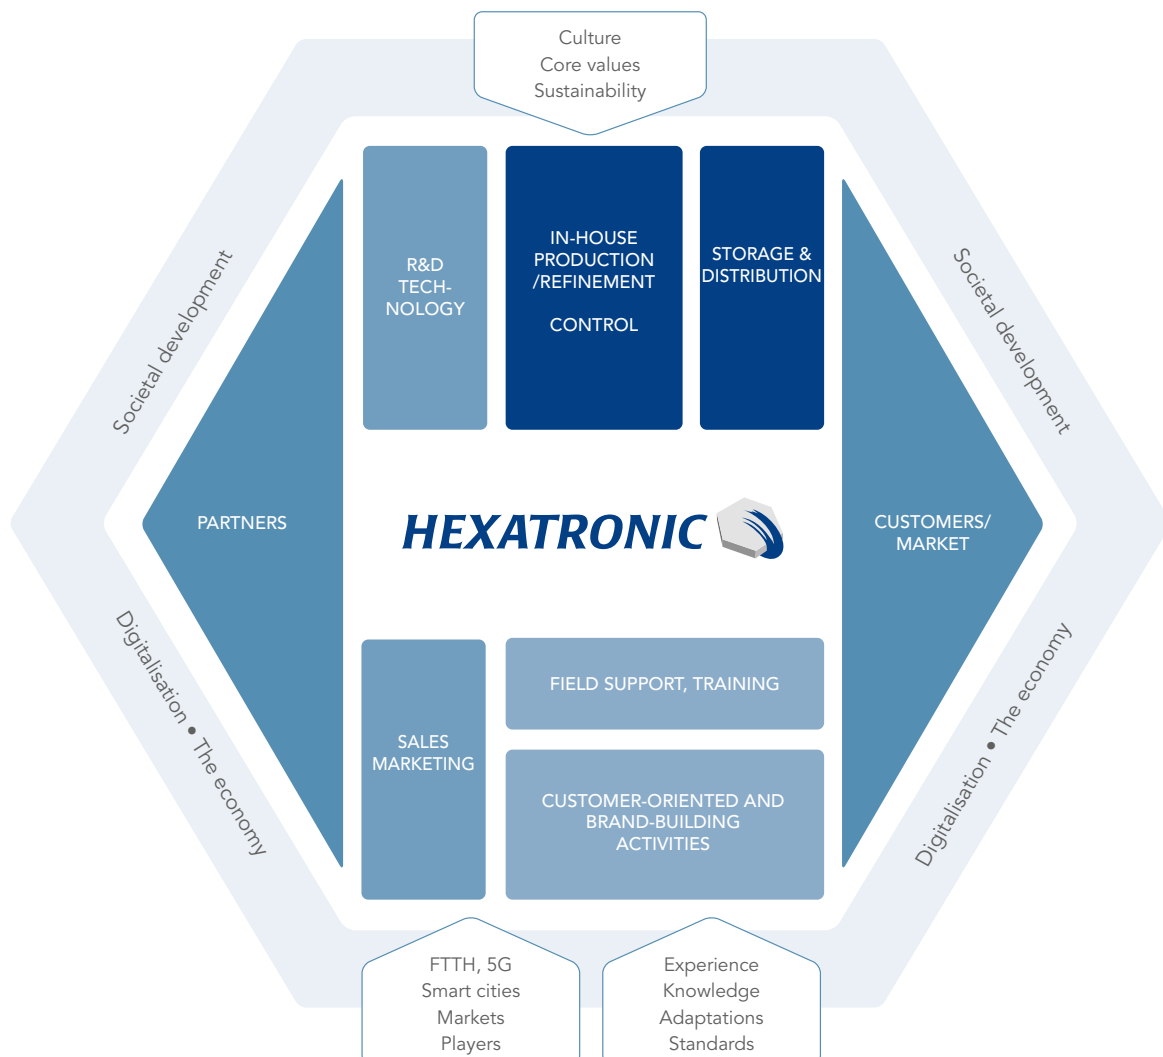 Culture
Core values
Sustainability
R&D
TECH-
NOLOGY
IN-HOUSE
PRODUCTION
/REFINEMENT
CONTROL
STORAGE &
DISTRIBUTION
Societal development
Societal development
PARTNERS
HEXATRONIC
CUSTOMERS/
MARKET
Digitalisation • The economy
Digitalisation • The economy
SALES
MARKETING
FIELD SUPPORT, TRAINING
CUSTOMER-ORIENTED AND
BRAND-BUILDING
ACTIVITIES
FTTH, 5G
Smart cities
Markets
Players
Experience
Knowledge
Adaptations
Standards